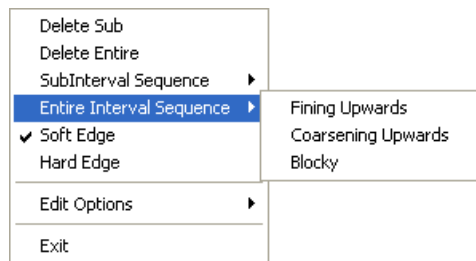 Delete Sub
Delete Entire
SubInterval Sequence
Entire Interval Sequence
Fining Upwards
Soft Edge
Coarsening Upwards
Hard Edge
Blocky
Edit Options
Exit